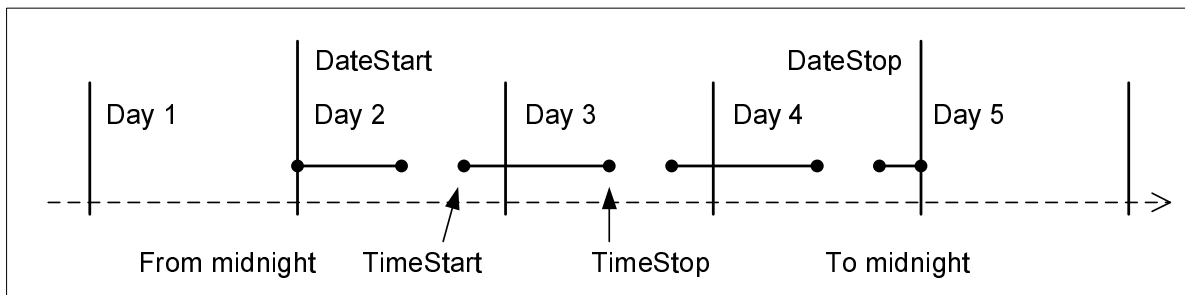 DateStart DateStop
Day 1 Day 2 Day 3 Day 4 Day 5
From midnight TimeStart TimeStop To midnight